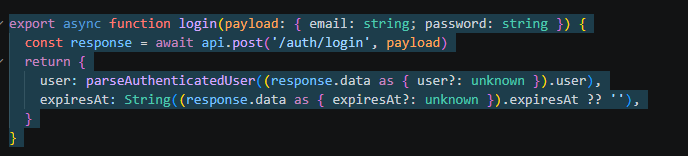 export async function login(payload: { email: string; password: string }) {
  const response = await api.post('/auth/login', payload)
  return {
    user: parseAuthenticatedUser((response.data as { user?: unknown }).user),
    expiresAt: String((response.data as { expiresAt?: unknown }).expiresAt ?? ''),
  }
}